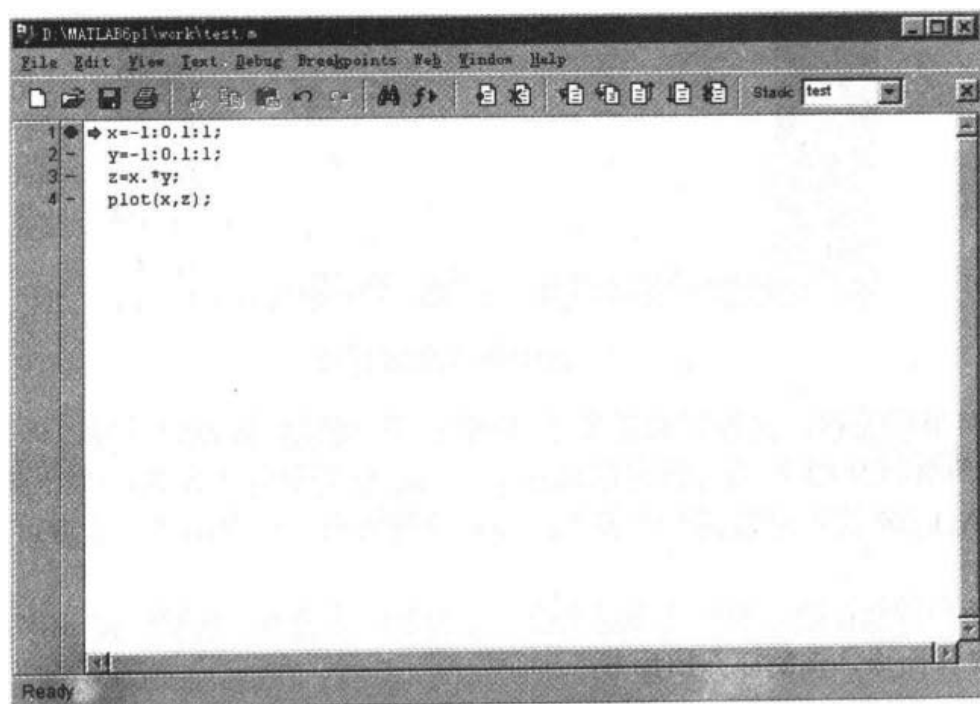 D:\MATLAB6p1\work\test.m
File Edit View Text Debug Breakpoints Web Window Help
Stack: test
1 x=-1:0.1:1;
2 - y=-1:0.1:1;
3 - z=x.*y;
4 - plot(x,z);
Ready